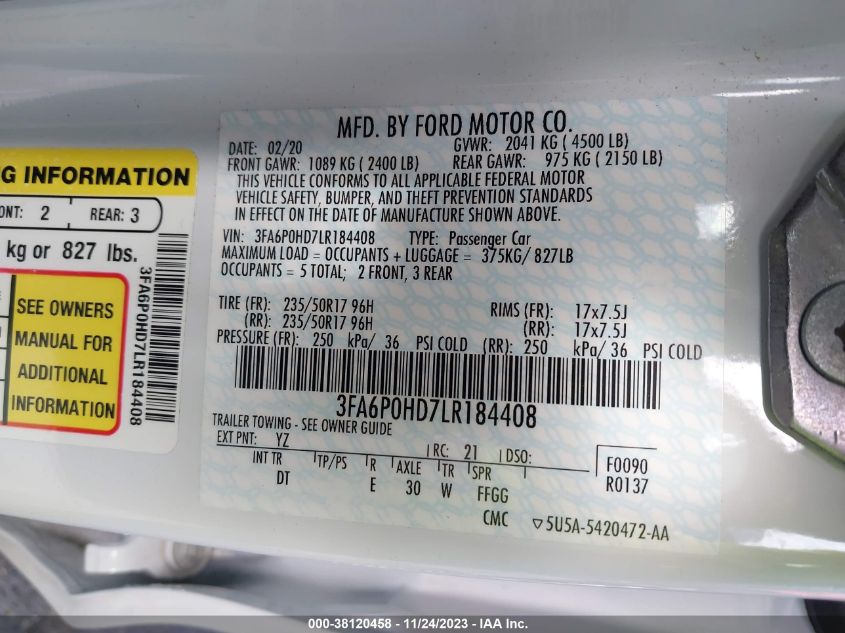 NG INFORMATION
ONT: 2 REAR: 3
kg or 827 lbs.
SEE OWNERS
MANUAL FOR
ADDITIONAL
INFORMATION
3FA6P0HD7LR184408
MFD. BY FORD MOTOR CO.
DATE: 02/20 GVWR: 2041 KG ( 4500 LB)
FRONT GAWR: 1089 KG ( 2400 LB) REAR GAWR: 975 KG ( 2150 LB)
THIS VEHICLE CONFORMS TO ALL APPLICABLE FEDERAL MOTOR
VEHICLE SAFETY, BUMPER, AND THEFT PREVENTION STANDARDS
IN EFFECT ON THE DATE OF MANUFACTURE SHOWN ABOVE.
VIN: 3FA6P0HD7LR184408 TYPE: Passenger Car
MAXIMUM LOAD = OCCUPANTS + LUGGAGE = 375KG/ 827LB
OCCUPANTS = 5 TOTAL; 2 FRONT, 3 REAR
TIRE (FR): 235/50R17 96H RIMS (FR): 17x7.5J
(RR): 235/50R17 96H (RR): 17x7.5J
PRESSURE (FR): 250 kPa/ 36 PSI COLD (RR): 250 kPa/ 36 PSI COLD
3FA6P0HD7LR184408
TRAILER TOWING - SEE OWNER GUIDE
EXT PNT: YZ RC: 21 DSO: F0090
INT TR TP/PS R AXLE TR SPR R0137
DT E 30 W FFGG
CMC ▽5U5A-5420472-AA
000-38120458 - 11/24/2023 - IAA Inc.